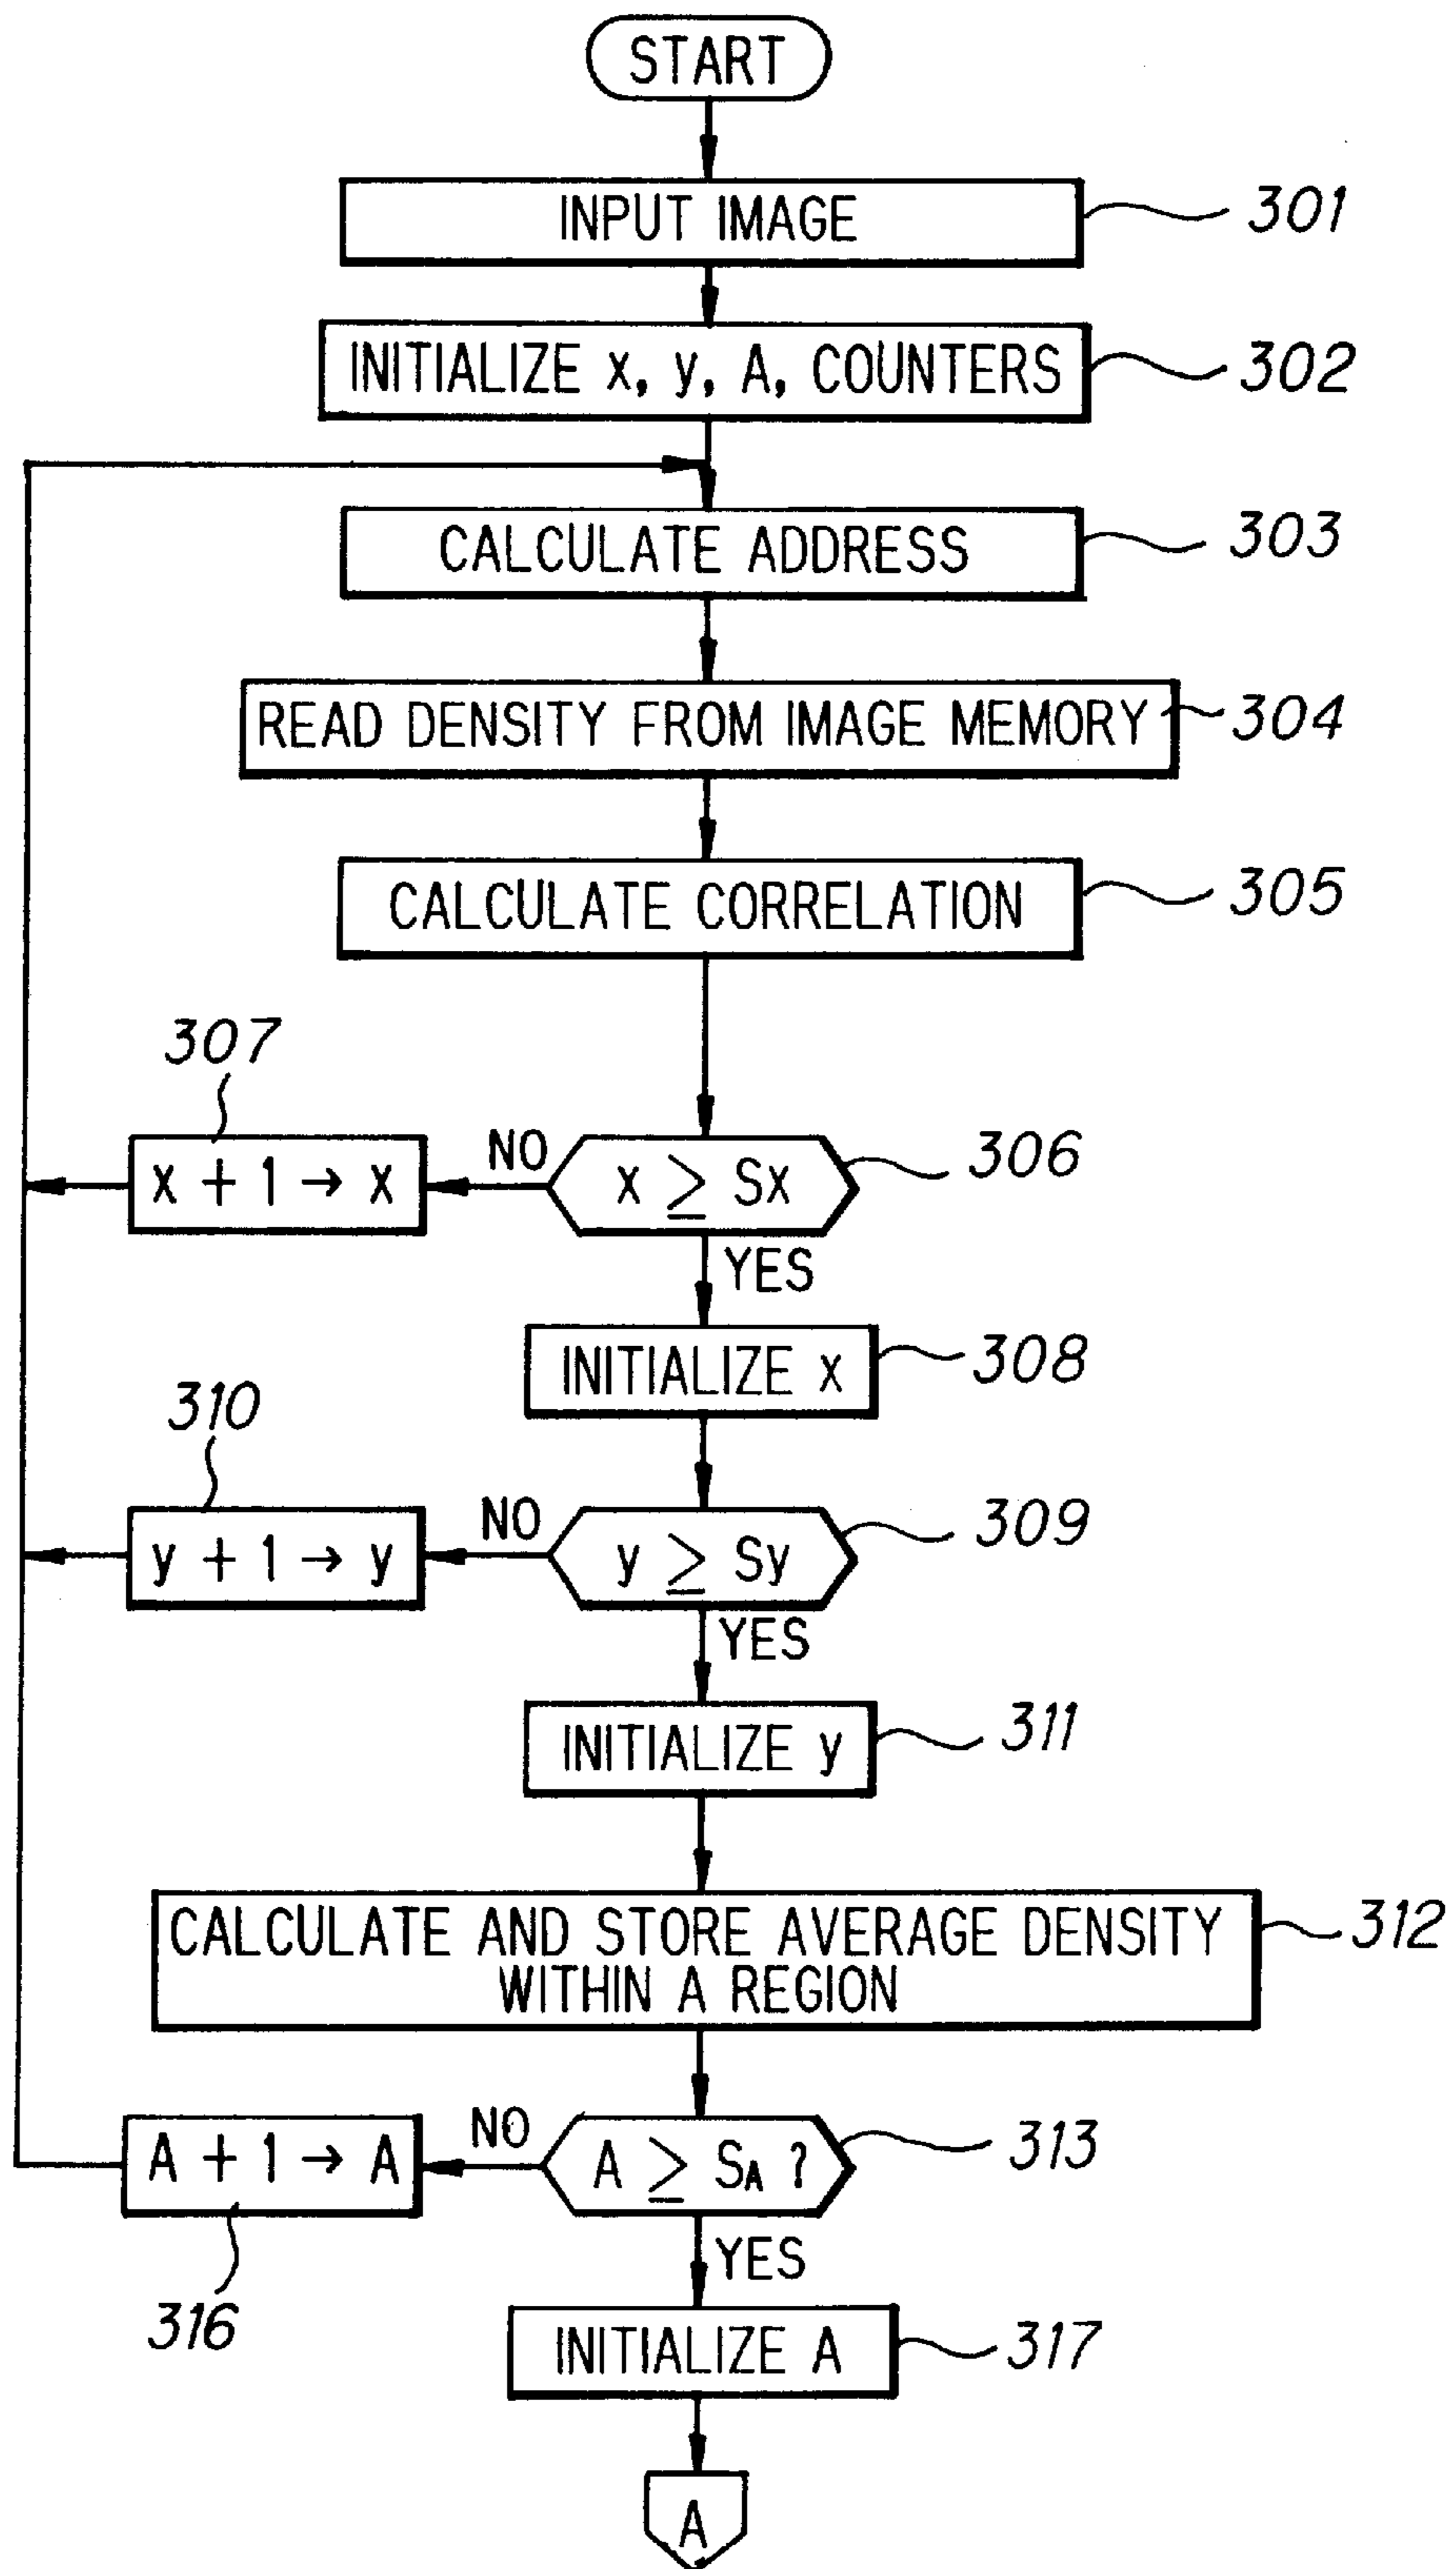 START
INPUT IMAGE
301
INITIALIZE x, y, A, COUNTERS
302
CALCULATE ADDRESS
303
READ DENSITY FROM IMAGE MEMORY
304
CALCULATE CORRELATION
305
307
x + 1 → x
NO
x ≥ Sx
306
YES
INITIALIZE x
308
310
y + 1 → y
NO
y ≥ Sy
309
YES
INITIALIZE y
311
CALCULATE AND STORE AVERAGE DENSITY
WITHIN A REGION
312
A + 1 → A
NO
A ≥ SA ?
313
YES
316
INITIALIZE A
317
A